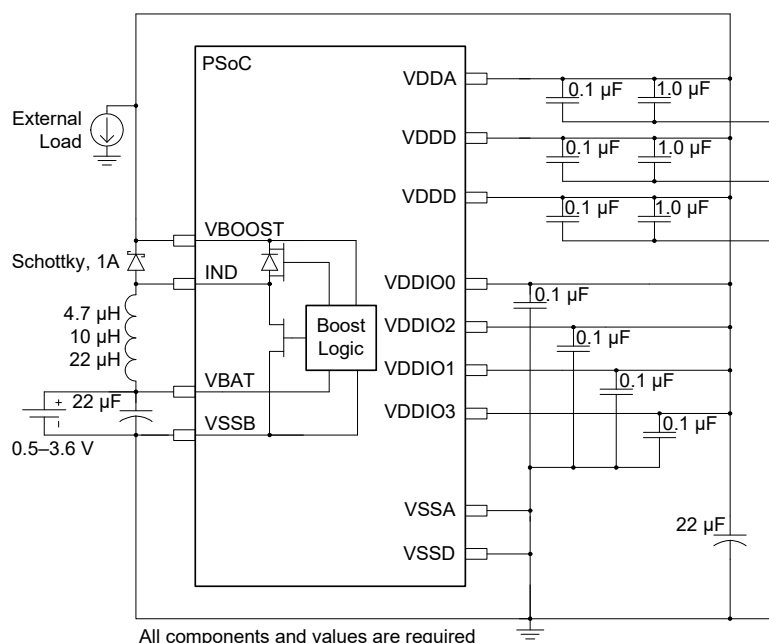 PSoC
VDDA
0.1 µF
1.0 µF
External
Load
VDDD
0.1 µF
1.0 µF
VDDD
0.1 µF
1.0 µF
VBOOST
Schottky, 1A
IND
VDDIO0
0.1 µF
4.7 µH
10 µH
22 µH
Boost
Logic
VDDIO2
0.1 µF
VDDIO1
0.1 µF
VBAT
22 µF
+
-
VSSB
VDDIO3
0.1 µF
0.5–3.6 V
VSSA
22 µF
VSSD
All components and values are required